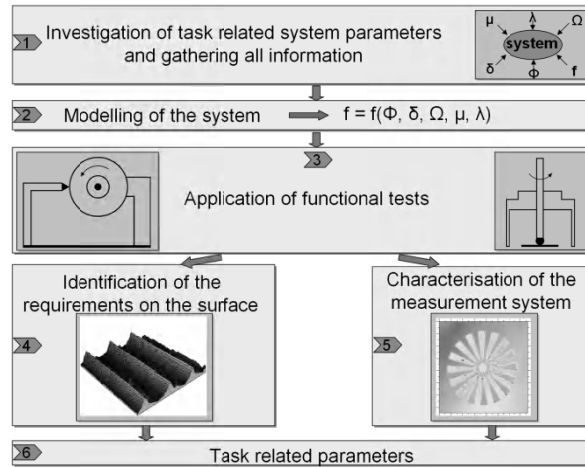 1
Investigation of task related system parameters
and gathering all information
μ
λ
Ω
system
δ
Φ
f
2
Modelling of the system
f = f(Φ, δ, Ω, μ, λ)
3
Application of functional tests
Identification of the
requirements on the surface
4
Characterisation of the
measurement system
5
6
Task related parameters